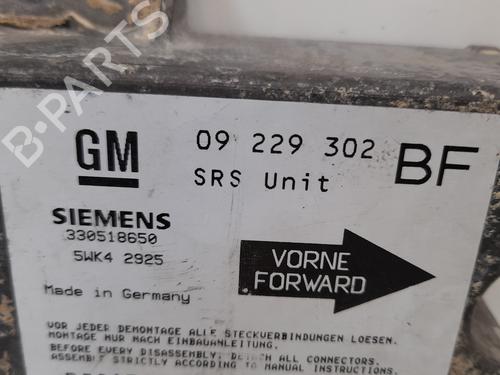 B-PARTS
GM
09 229 302 BF
SRS Unit
SIEMENS
330518650
5WK4 2925
Made in Germany
VORNE
FORWARD
VOR JEDER DEMONTAGE ALLE STECKVERBINDUNGEN LOESEN.
MONTAGE NUR NACH EINBAUANLEITUNG.
BEFORE EVERY DISASSEMBLY: DETACH ALL CONNECTORS.
ASSEMBLE STRICTLY ACCORDING TO MANUAL INSTRUCTIONS.